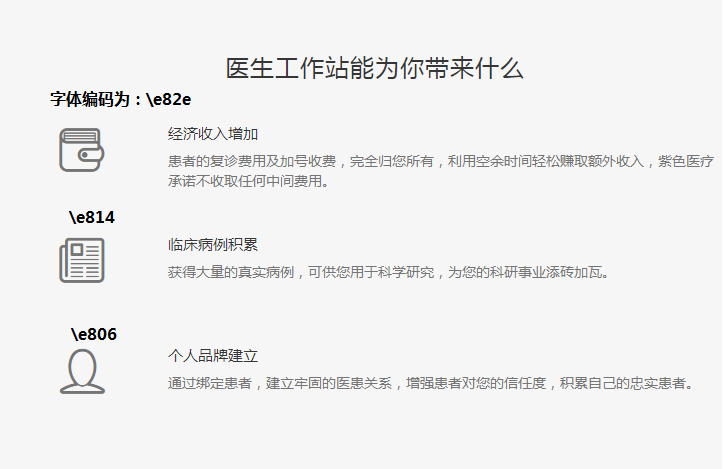 医生工作站能为你带来什么
字体编码为：\e82e
经济收入增加
患者的复诊费用及加号收费，完全归您所有，利用空余时间轻松赚取额外收入，紫色医疗
承诺不收取任何中间费用。
\e814
临床病例积累
获得大量的真实病例，可供您用于科学研究，为您的科研事业添砖加瓦。
\e806
个人品牌建立
通过绑定患者，建立牢固的医患关系，增强患者对您的信任度，积累自己的忠实患者。